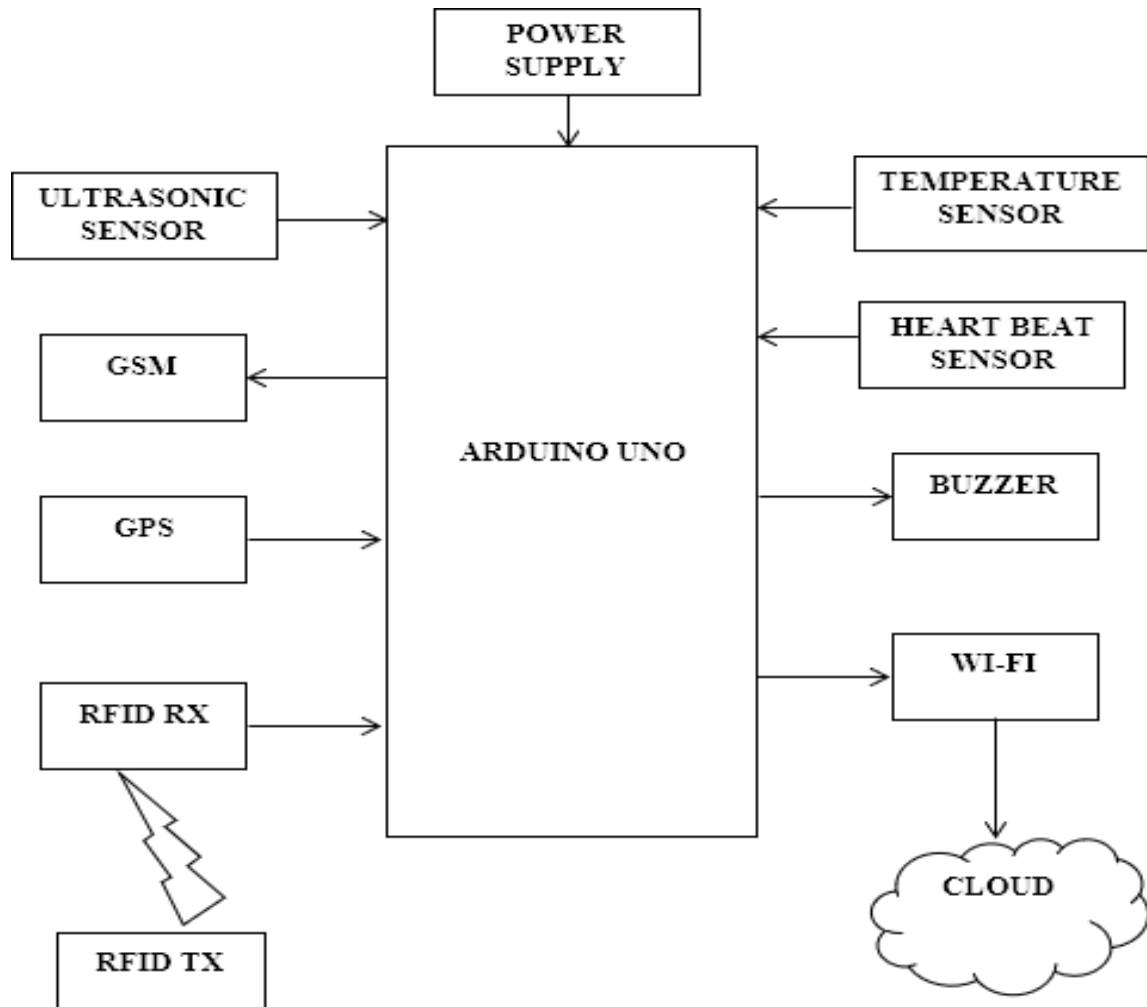 POWER
SUPPLY
ULTRASONIC
SENSOR
TEMPERATURE
SENSOR
GSM
HEART BEAT
SENSOR
ARDUINO UNO
BUZZER
GPS
WI-FI
RFID RX
CLOUD
RFID TX